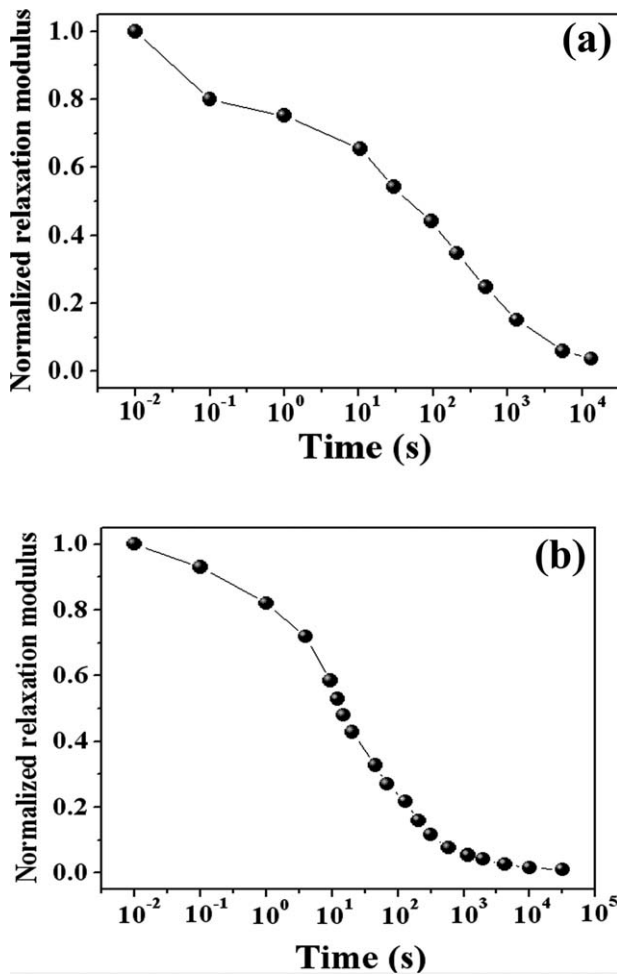 (a)
Normalized relaxation modulus
1.0
0.8
0.6
0.4
0.2
0.0
10⁻² 10⁻¹ 10⁰ 10¹ 10² 10³ 10⁴
Time (s)
(b)
Normalized relaxation modulus
1.0
0.8
0.6
0.4
0.2
0.0
10⁻² 10⁻¹ 10⁰ 10¹ 10² 10³ 10⁴ 10⁵
Time (s)